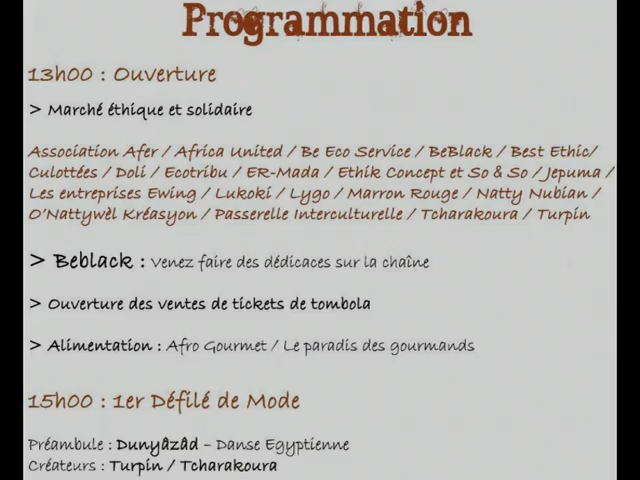 Programmation
13h00 : Ouverture
> Marché éthique et solidaire
Association Afer / Africa United / Be Eco Service / BeBlack / Best Ethic/
Culottées / Doli / Ecotribu / ER-Mada / Ethik Concept et So & So / Jepuma /
Les entreprises Ewing / Lukoki / Lygo / Marron Rouge / Natty Nubian /
O'Nattywèl Kréasyon / Passerelle Interculturelle / Tcharakoura / Turpin
> Beblack : Venez faire des dédicaces sur la chaîne
> Ouverture des ventes de tickets de tombola
> Alimentation : Afro Gourmet / Le paradis des gourmands
15h00 : 1er Défilé de Mode
Préambule : Dunyâzâd – Danse Egyptienne
Créateurs : Turpin / Tcharakoura